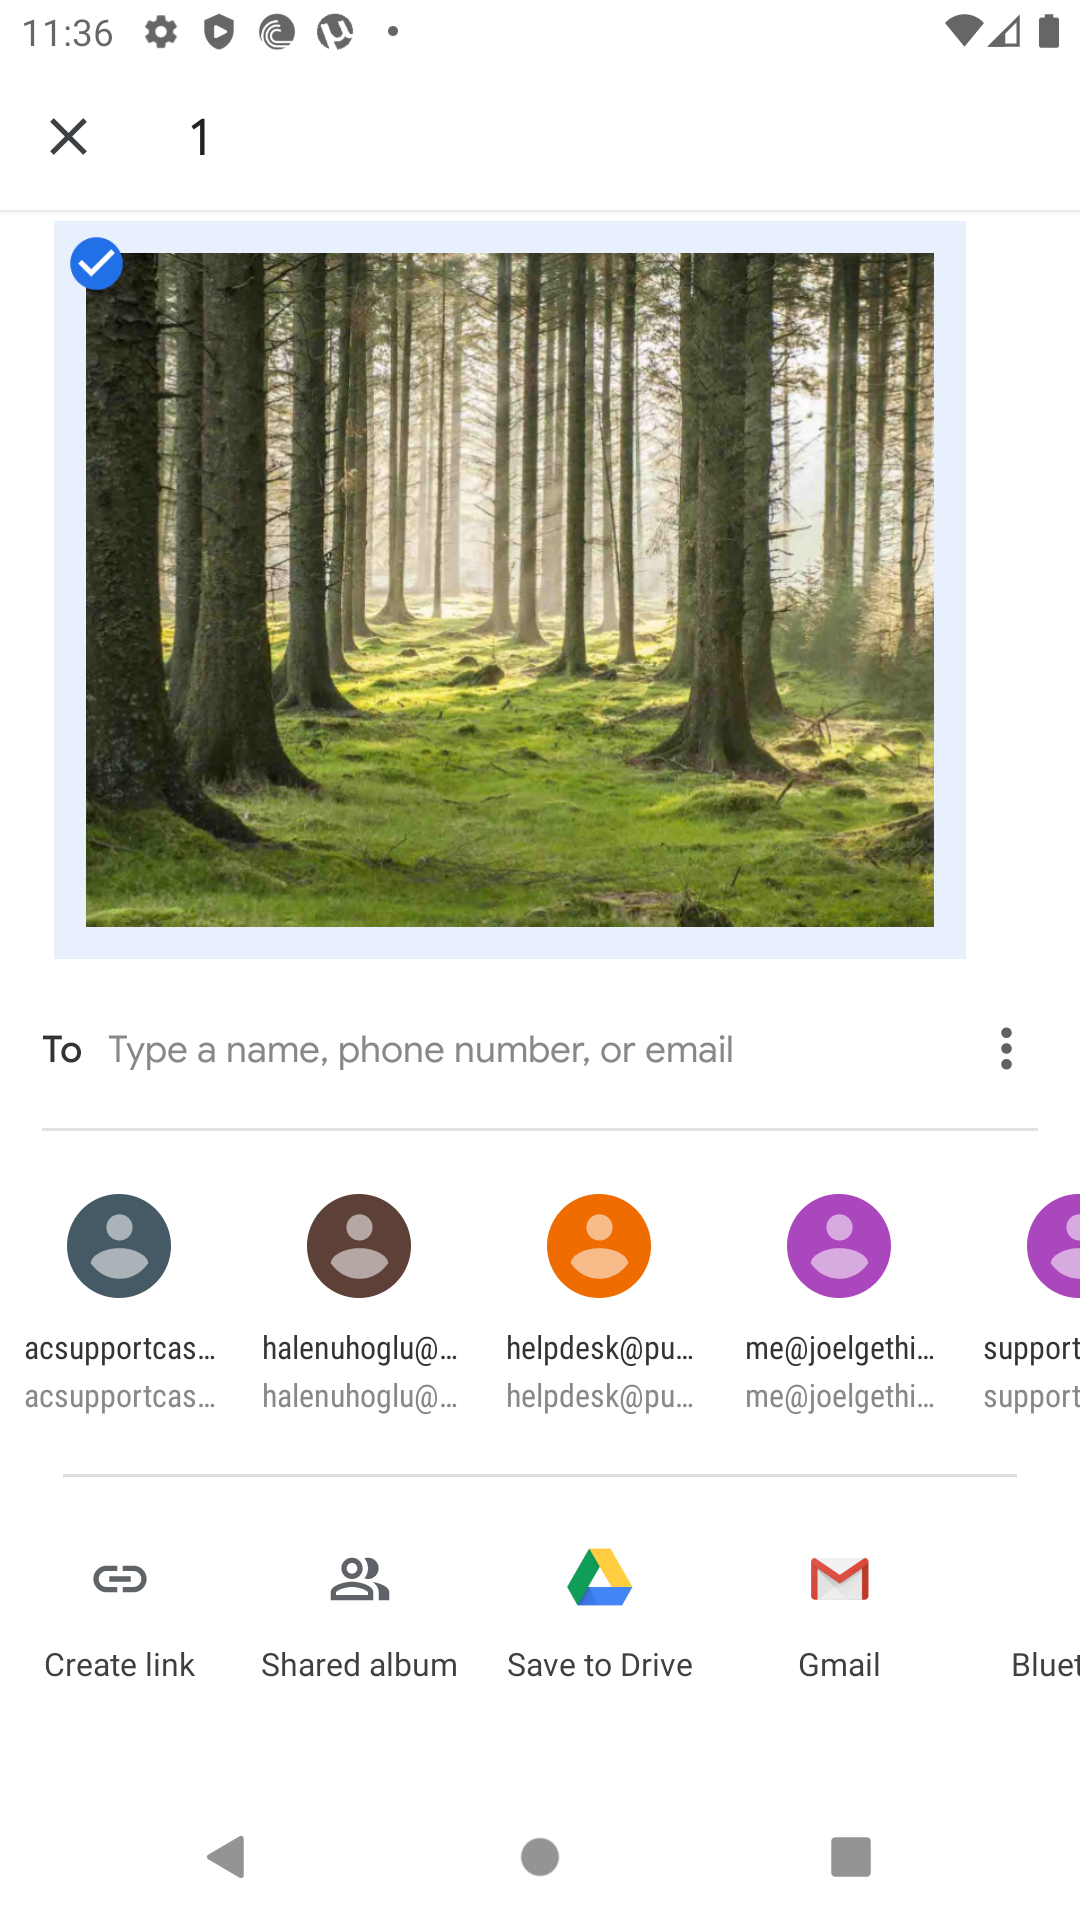 11:36
1
To Type a name, phone number, or email
acsupportcas... halenuhoglu@... helpdesk@pu... me@joelgethi... support
acsupportcas... halenuhoglu@... helpdesk@pu... me@joelgethi... support
Create link Shared album Save to Drive Gmail Bluet